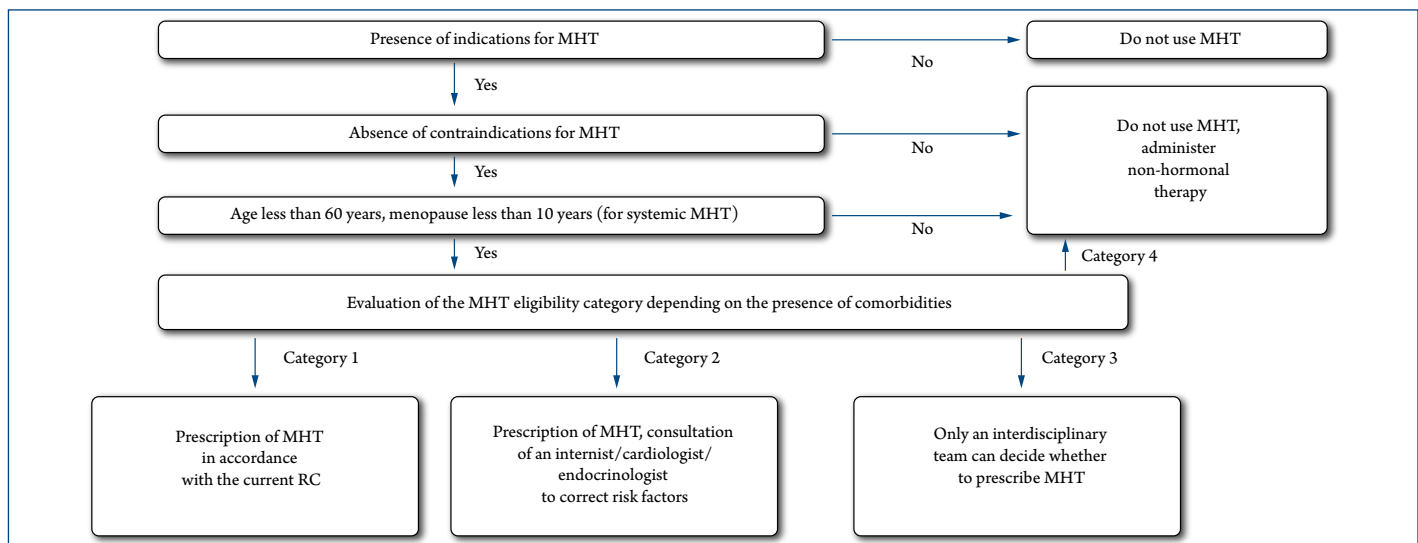 Presence of indications for MHT
No
Do not use MHT
Yes
Absence of contraindications for MHT
No
Do not use MHT,
administer
non-hormonal
therapy
Yes
Age less than 60 years, menopause less than 10 years (for systemic MHT)
No
Yes
Category 4
Evaluation of the MHT eligibility category depending on the presence of comorbidities
Category 1
Category 2
Category 3
Prescription of MHT
in accordance
with the current RC
Prescription of MHT, consultation
of an internist/cardiologist/
endocrinologist
to correct risk factors
Only an interdisciplinary
team can decide whether
to prescribe MHT